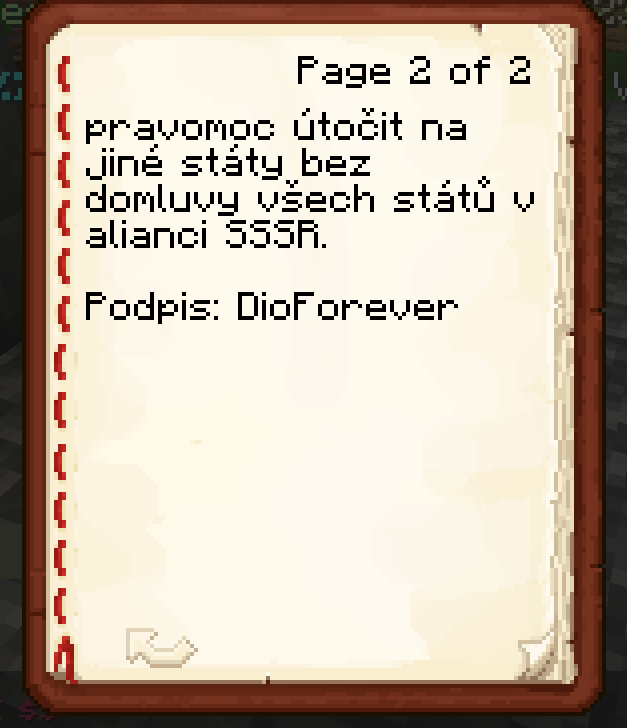 Page 2 of 2
pravomoc útočit na
jiné státy bez
domluvy všech států v
alianci SSSR.
Podpis: DioForever